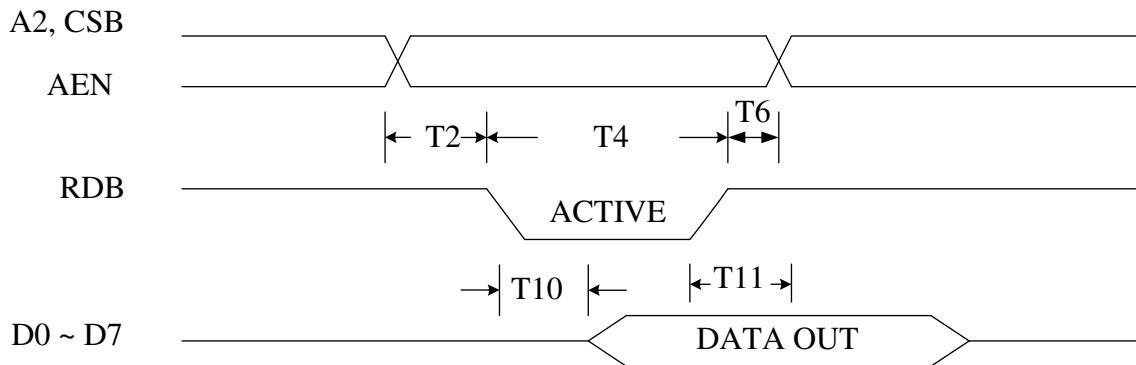 A2, CSB
AEN
T2
T4
T6
RDB
ACTIVE
T10
T11
D0 ~ D7
DATA OUT